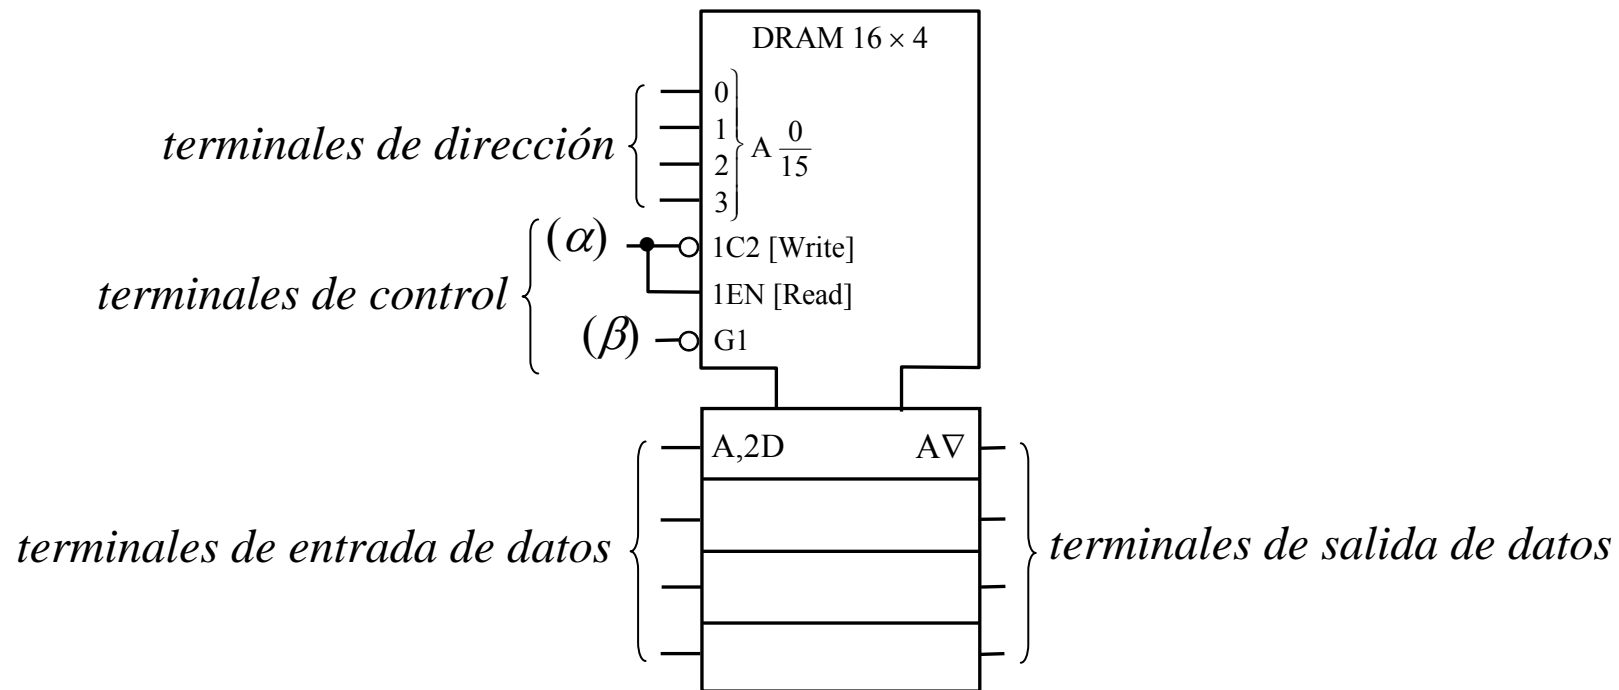 DRAM 16 × 4
terminales de dirección
0
1
2
3
A 0/15
terminales de control
(α)
1C2 [Write]
1EN [Read]
(β)
G1
terminales de entrada de datos
A,2D
A∇
terminales de salida de datos